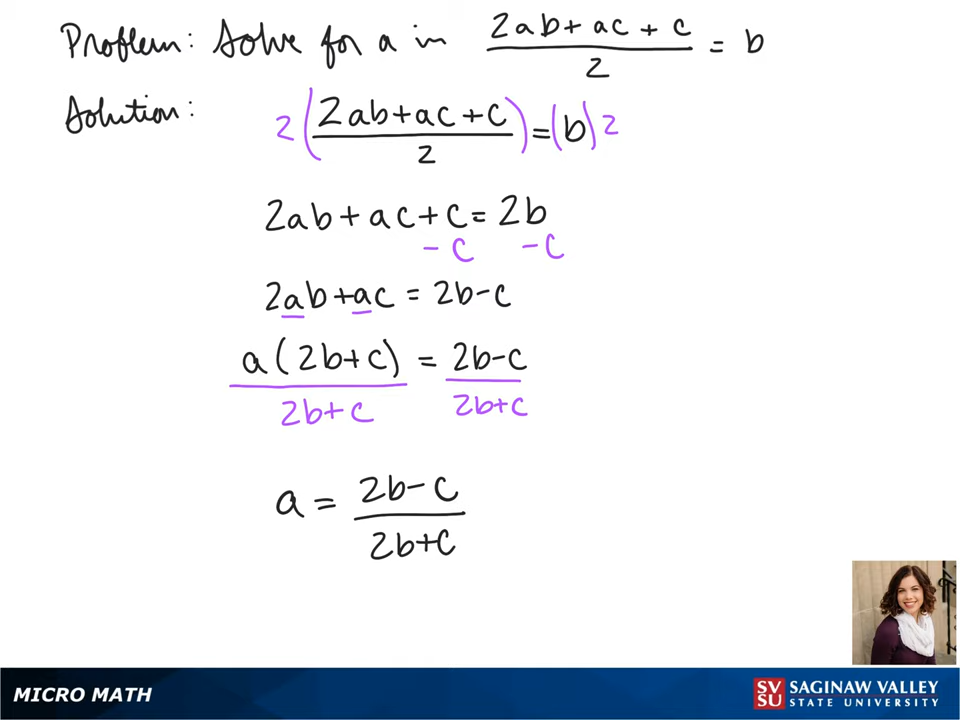 Problem: Solve for a in (2ab+ac+c)/2 = b
Solution: 2((2ab+ac+c)/2) = (b)2
2ab+ac+c = 2b
-c -c
2ab+ac = 2b-c
a(2b+c) = 2b-c
2b+c 2b+c
a = (2b-c)/(2b+c)
MICRO MATH
SV SU SAGINAW VALLEY
STATE UNIVERSITY